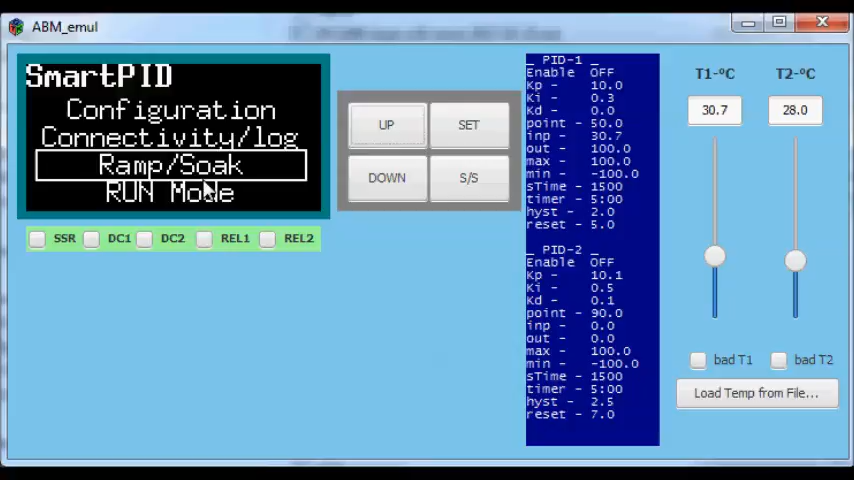 ABM_emul
SmartPID
Configuration
Connectivity/log
Ramp/Soak
RUN Mode
SSR DC1 DC2 REL1 REL2
UP SET
DOWN S/S
_ PID-1 _
Enable OFF
Kp - 10.0
Ki - 0.3
Kd - 0.0
point - 50.0
inp - 30.7
out - 100.0
max - 100.0
min - -100.0
sTime - 1500
timer - 5:00
hyst - 2.0
reset - 5.0
_ PID-2 _
Enable OFF
Kp - 10.1
Ki - 0.5
Kd - 0.1
point - 90.0
inp - 0.0
out - 0.0
max - 100.0
min - -100.0
sTime - 1500
timer - 5:00
hyst - 2.5
reset - 7.0
T1-ºC T2-ºC
30.7 28.0
bad T1 bad T2
Load Temp from File...